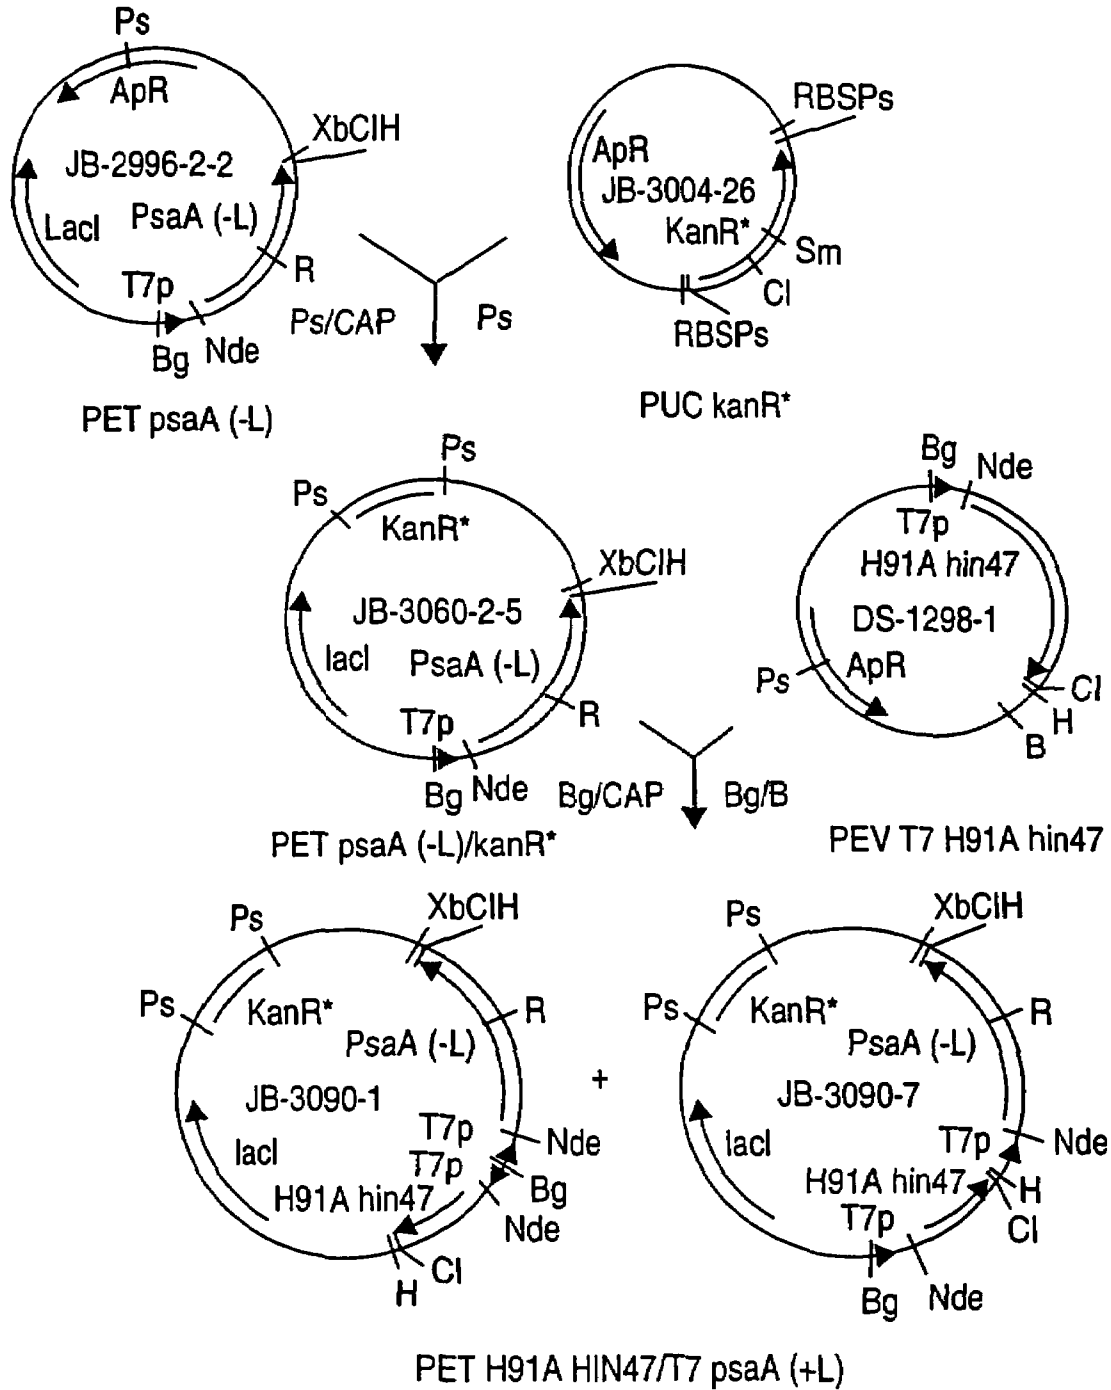 Ps
ApR
XbClH
JB-2996-2-2
LacI
PsaA (-L)
R
T7p
Bg
Nde
PET psaA (-L)
Ps/CAP
Ps
RBSPs
ApR
JB-3004-26
KanR*
Sm
Cl
RBSPs
PUC kanR*
Ps
Ps
KanR*
XbClH
JB-3060-2-5
lacI
PsaA (-L)
R
T7p
Bg
Nde
PET psaA (-L)/kanR*
Bg/CAP
Bg/B
Bg
Nde
T7p
H91A hin47
DS-1298-1
Ps
ApR
Cl
H
B
PEV T7 H91A hin47
Ps
XbClH
Ps
KanR*
R
PsaA (-L)
JB-3090-1
T7p
Nde
lacI
T7p
H91A hin47
Bg
Nde
Cl
H
+
Ps
XbClH
Ps
KanR*
R
PsaA (-L)
JB-3090-7
T7p
Nde
lacI
H91A hin47
H
T7p
Cl
Bg
Nde
PET H91A HIN47/T7 psaA (+L)